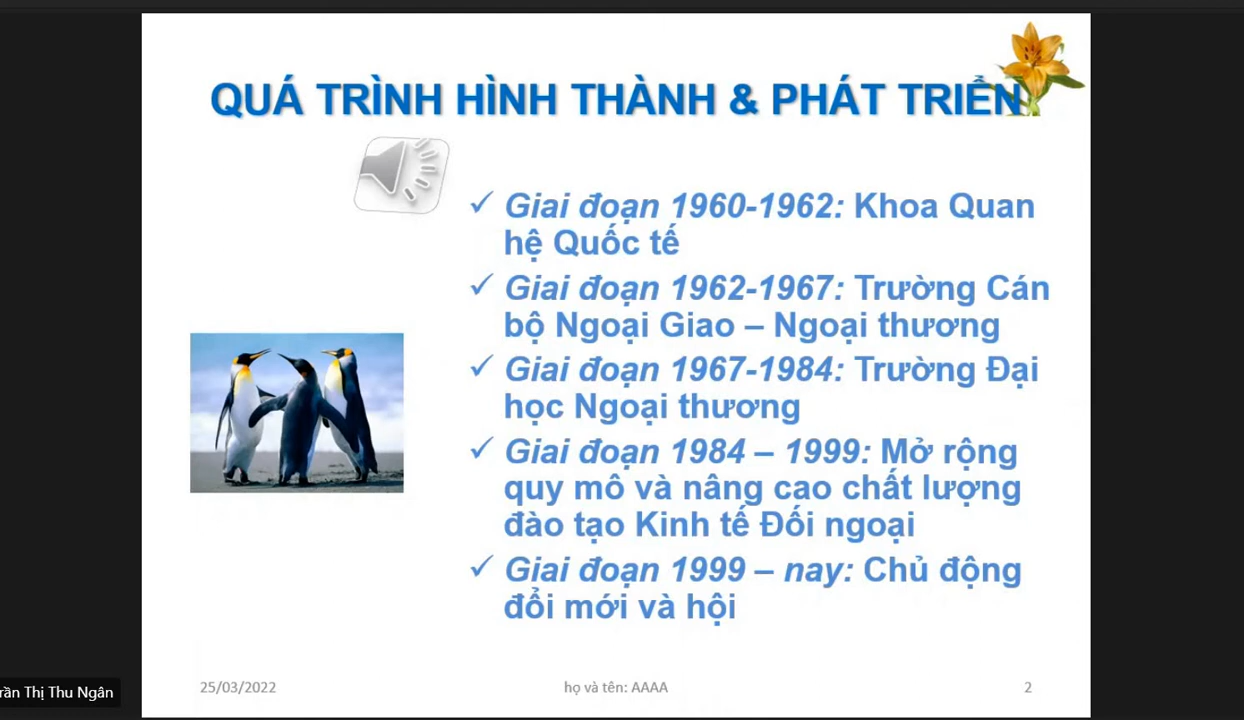 QUÁ TRÌNH HÌNH THÀNH & PHÁT TRIỂN
Giai đoạn 1960-1962: Khoa Quan
hệ Quốc tế
Giai đoạn 1962-1967: Trường Cán
bộ Ngoại Giao – Ngoại thương
Giai đoạn 1967-1984: Trường Đại
học Ngoại thương
Giai đoạn 1984 – 1999: Mở rộng
quy mô và nâng cao chất lượng
đào tạo Kinh tế Đối ngoại
Giai đoạn 1999 – nay: Chủ động
đổi mới và hội
25/03/2022
họ và tên: AAAA
2
Thị Thu Ngân